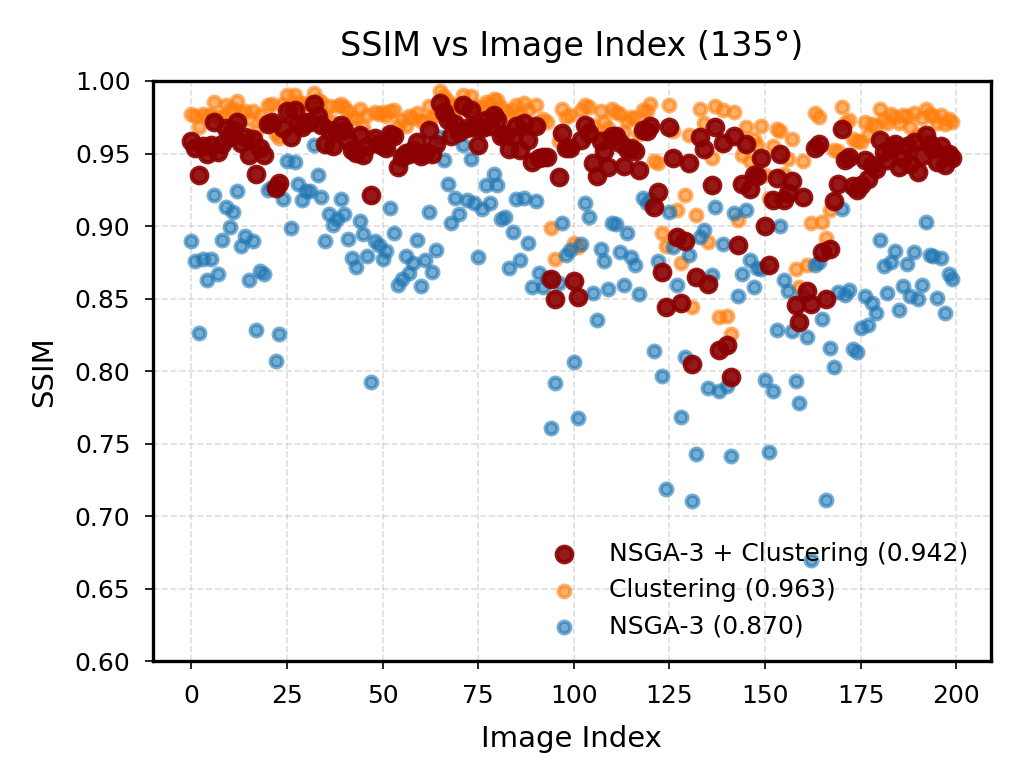 SSIM vs Image Index (135°)
1.00
0.95
0.90
0.85
0.80
0.75
0.70
0.65
0.60
SSIM
NSGA-3 + Clustering (0.942)
Clustering (0.963)
NSGA-3 (0.870)
0 25 50 75 100 125 150 175 200
Image Index